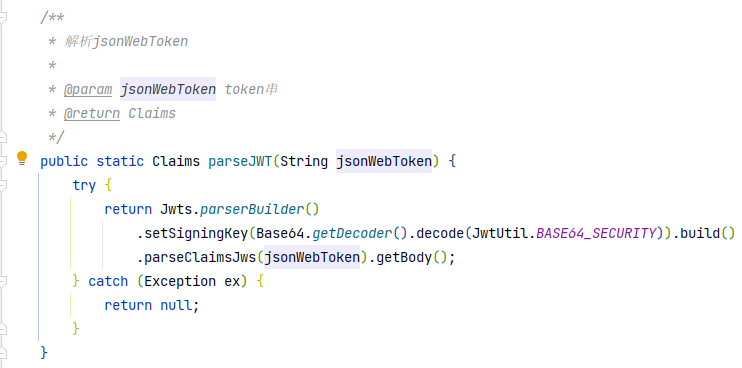 /**
 * 解析jsonWebToken
 *
 * @param jsonWebToken token串
 * @return Claims
 */
public static Claims parseJWT(String jsonWebToken) {
    try {
        return Jwts.parserBuilder()
            .setSigningKey(Base64.getDecoder().decode(JwtUtil.BASE64_SECURITY)).build()
            .parseClaimsJws(jsonWebToken).getBody();
    } catch (Exception ex) {
        return null;
    }
}